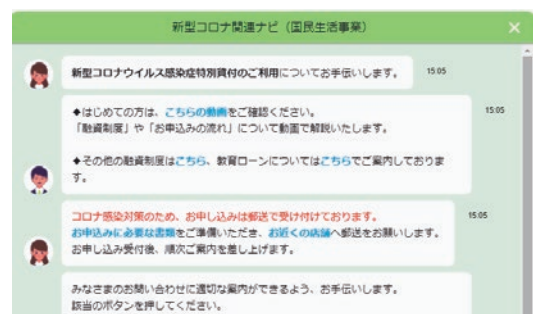 新型コロナ関連ナビ（国民生活事業）
×
新型コロナウイルス感染症特別貸付のご利用についてお手伝いします。
15:05
◆はじめての方は、こちらの動画をご確認ください。
15:05
「融資制度」や「お申込みの流れ」について動画で解説いたします。
◆その他の融資制度はこちら、教育ローンについてはこちらでご案内しておりま
す。
コロナ感染対策のため、お申し込みは郵送で受け付けております。
15:05
お申込みに必要な書類をご準備いただき、お近くの店舗へ郵送をお願いします。
お申し込み受付後、順次ご案内を差し上げます。
みなさまのお問い合わせに適切な案内ができるよう、お手伝いします。
該当のボタンを押してください。